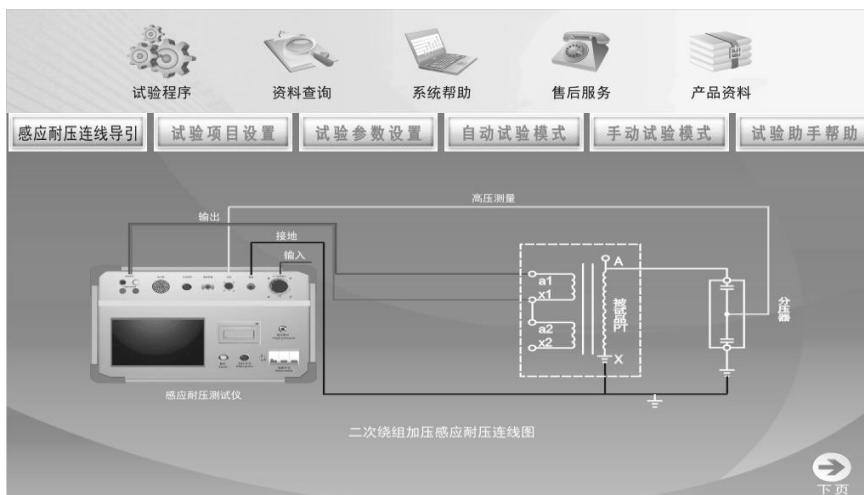 试验程序 资料查询 系统帮助 售后服务 产品资料
感应耐压连线导引 试验项目设置 试验参数设置 自动试验模式 手动试验模式 试验助手帮助
高压测量
输出
接地
输入
A
a1
x1
a2
x2
X
被试品PT
分压器
感应耐压测试仪
二次绕组加压感应耐压连线图
下页